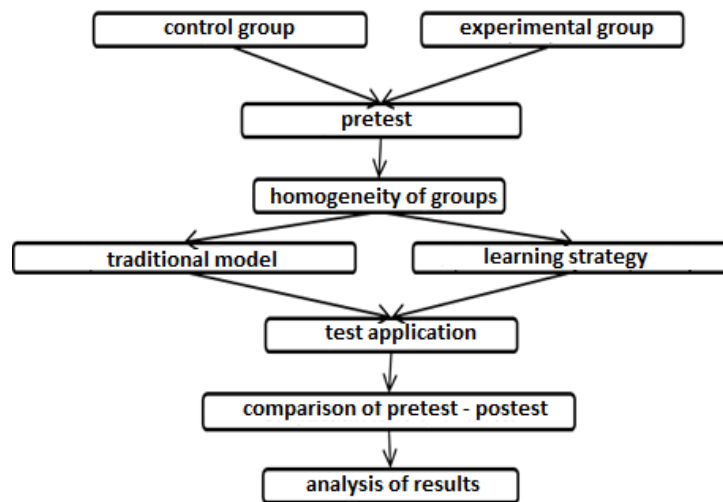 control group
experimental group
pretest
homogeneity of groups
traditional model
learning strategy
test application
comparison of pretest - postest
analysis of results